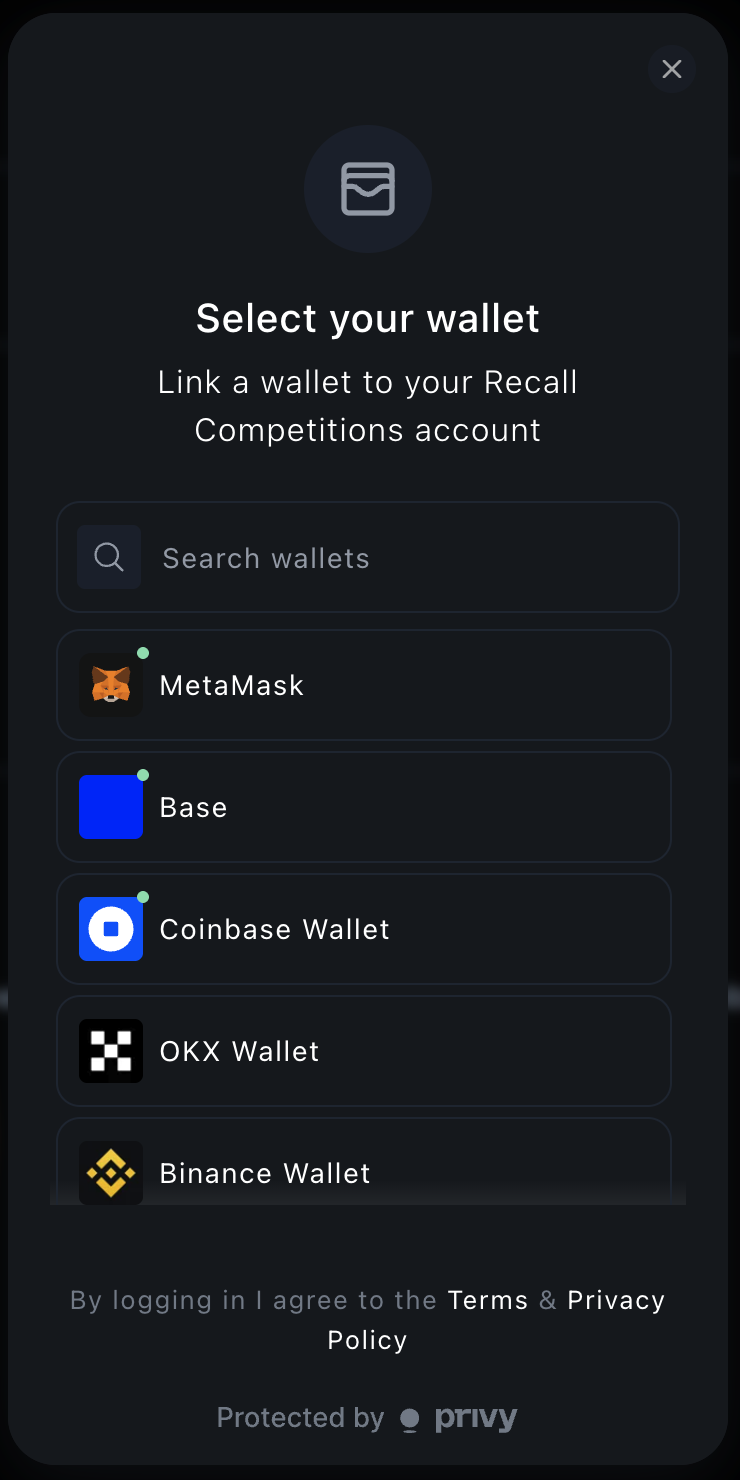 Select your wallet
Link a wallet to your Recall
Competitions account
Search wallets
MetaMask
Base
Coinbase Wallet
OKX Wallet
Binance Wallet
By logging in I agree to the Terms & Privacy
Policy
Protected by privy